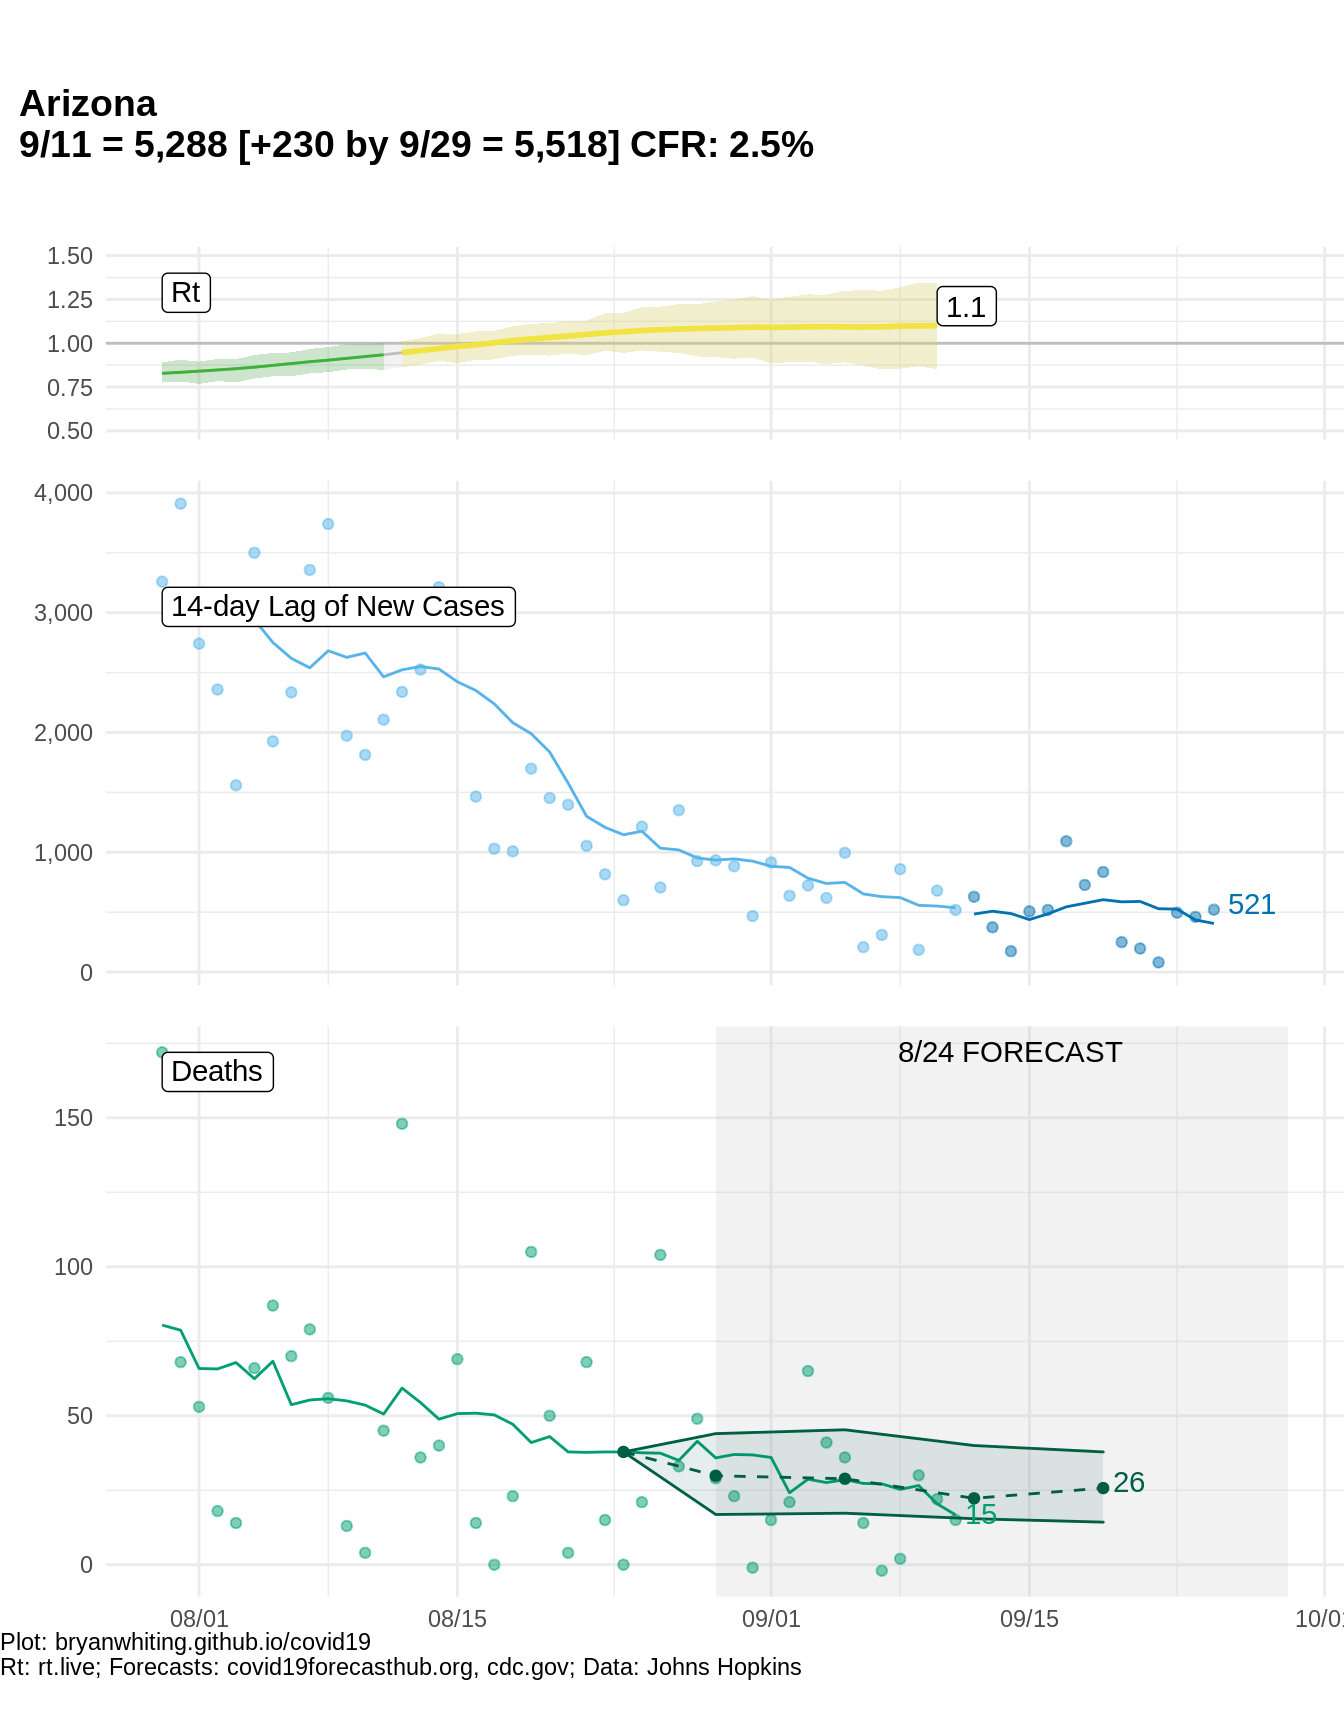 Arizona
9/11 = 5,288 [+230 by 9/29 = 5,518] CFR: 2.5%
1.50
1.25
1.00
0.75
0.50
Rt
1.1
4,000
3,000
2,000
1,000
0
14-day Lag of New Cases
521
150
100
50
0
Deaths
8/24 FORECAST
26
15
08/01
08/15
09/01
09/15
10/0
Plot: bryanwhiting.github.io/covid19
Rt: rt.live; Forecasts: covid19forecasthub.org, cdc.gov; Data: Johns Hopkins